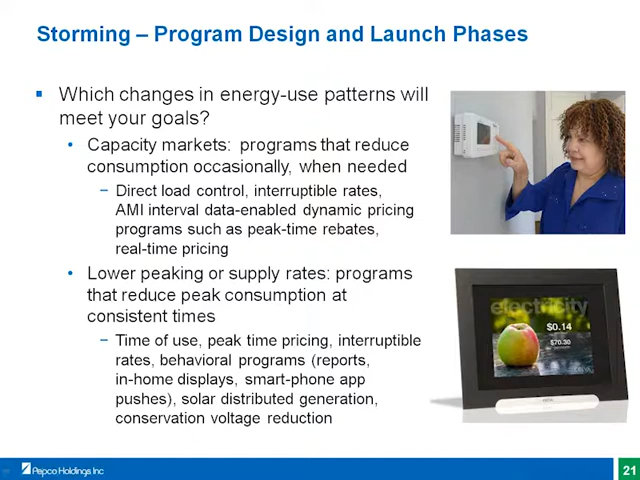 Storming – Program Design and Launch Phases
▪ Which changes in energy-use patterns will
meet your goals?
• Capacity markets: programs that reduce
consumption occasionally, when needed
− Direct load control, interruptible rates,
AMI interval data-enabled dynamic pricing
programs such as peak-time rebates,
real-time pricing
• Lower peaking or supply rates: programs
that reduce peak consumption at
consistent times
− Time of use, peak time pricing, interruptible
rates, behavioral programs (reports,
in-home displays, smart-phone app
pushes), solar distributed generation,
conservation voltage reduction
electricity
$0.14
$70.30
Pepco Holdings Inc
21